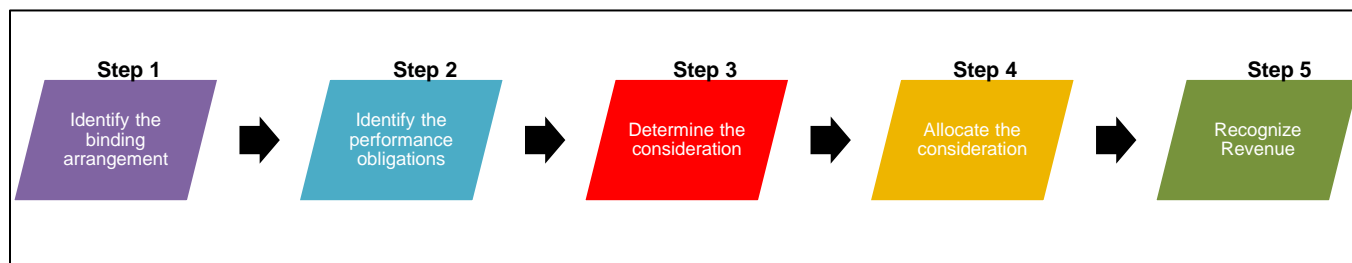 Step 1
Identify the
binding
arrangement
Step 2
Identify the
performance
obligations
Step 3
Determine the
consideration
Step 4
Allocate the
consideration
Step 5
Recognize
Revenue